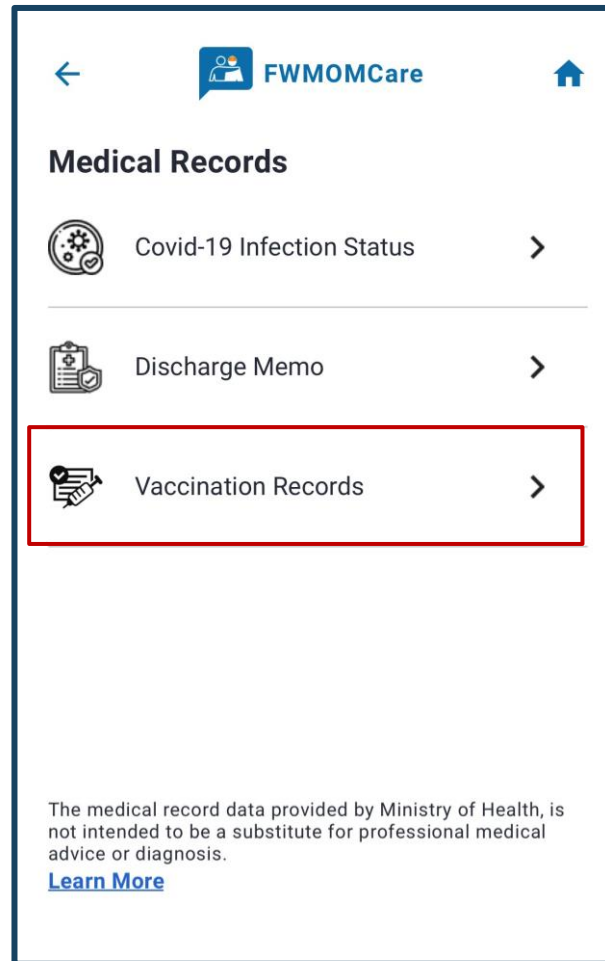 FWMOMCare
Medical Records
Covid-19 Infection Status
Discharge Memo
Vaccination Records
The medical record data provided by Ministry of Health, is
not intended to be a substitute for professional medical
advice or diagnosis.
Learn More